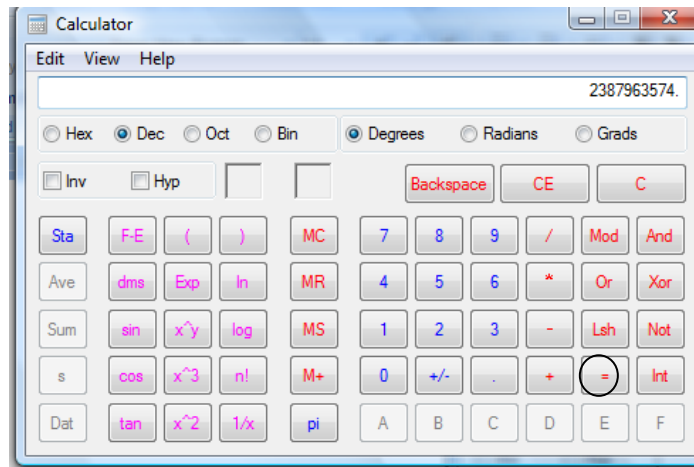 Calculator
Edit View Help
2387963574.
Hex Dec Oct Bin Degrees Radians Grads
Inv Hyp Backspace CE C
Sta F-E ( ) MC 7 8 9 / Mod And
Ave dms Exp ln MR 4 5 6 * Or Xor
Sum sin x^y log MS 1 2 3 - Lsh Not
s cos x^3 n! M+ 0 +/- . + = Int
Dat tan x^2 1/x pi A B C D E F